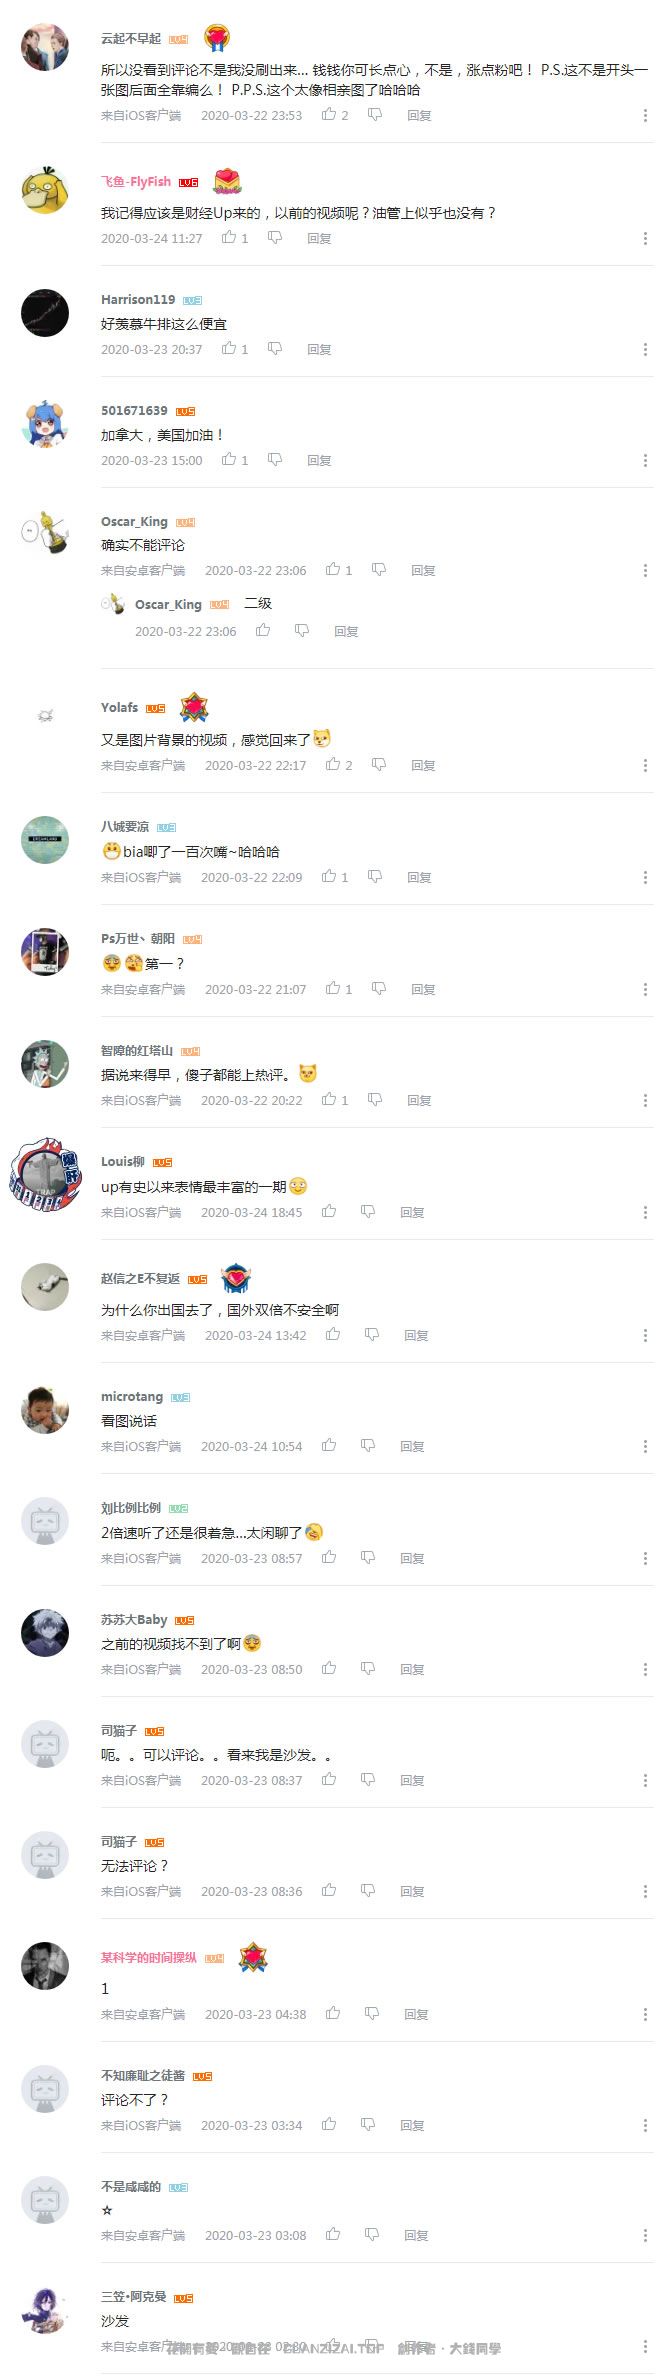 云起不早起 LV4
所以没看到评论不是我没刷出来... 钱钱你可长点心，不是，涨点粉吧！ P.S.这不是开头一
张图后面全靠编么！ P.P.S.这个太像相亲图了哈哈哈
来自iOS客户端 2020-03-22 23:53 2 回复
飞鱼-FlyFish LV6
我记得应该是财经Up来的，以前的视频呢？油管上似乎也没有？
2020-03-24 11:27 1 回复
Harrison119 LV3
好羡慕牛排这么便宜
2020-03-23 20:37 1 回复
501671639 LV5
加拿大，美国加油！
2020-03-23 15:00 1 回复
Oscar_King LV4
确实不能评论
来自安卓客户端 2020-03-22 23:06 1 回复
Oscar_King LV4 二级
2020-03-22 23:06 回复
Yolafs LV5
又是图片背景的视频，感觉回来了
来自安卓客户端 2020-03-22 22:17 2 回复
八城要凉 LV3
bia唧了一百次嘴~哈哈哈
来自iOS客户端 2020-03-22 22:09 1 回复
Ps万世丶朝阳 LV4
第一？
来自安卓客户端 2020-03-22 21:07 1 回复
智障的红塔山 LV4
据说来得早，傻子都能上热评。
来自iOS客户端 2020-03-22 20:22 1 回复
Louis柳 LV5
up有史以来表情最丰富的一期
来自iOS客户端 2020-03-24 18:45 回复
赵信之E不复返 LV5
为什么你出国去了，国外双倍不安全啊
来自安卓客户端 2020-03-24 13:42 回复
microtang LV3
看图说话
来自iOS客户端 2020-03-24 10:54 回复
刘比例比例 LV2
2倍速听了还是很着急...太闲聊了
来自iOS客户端 2020-03-23 08:57 回复
苏苏大Baby LV5
之前的视频找不到了啊
来自iOS客户端 2020-03-23 08:50 回复
司猫子 LV5
呃。。可以评论。。看来我是沙发。。
来自iOS客户端 2020-03-23 08:37 回复
司猫子 LV5
无法评论？
来自iOS客户端 2020-03-23 08:36 回复
某科学的时间操纵 LV4
1
来自安卓客户端 2020-03-23 04:38 回复
不知廉耻之徒酱 LV5
评论不了？
来自iOS客户端 2020-03-23 03:34 回复
不是咸咸的 LV3
☆
来自安卓客户端 2020-03-23 03:08 回复
三笠·阿克曼 LV5
沙发
来自安卓客户端 GUANZIZAI.TOP 創作者・大錢同學